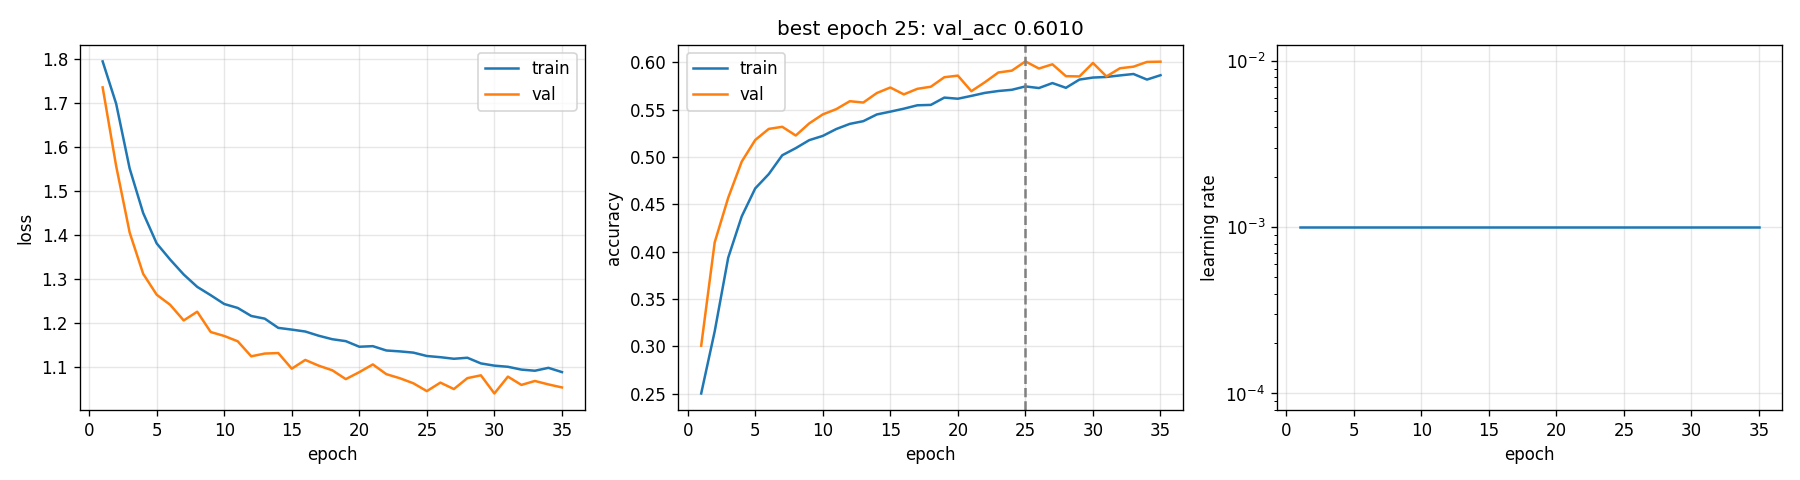 best epoch 25: val_acc 0.6010
1.8
1.7
1.6
1.5
1.4
1.3
1.2
1.1
loss
0 5 10 15 20 25 30 35
epoch
train
val
0.60
0.55
0.50
0.45
0.40
0.35
0.30
0.25
accuracy
0 5 10 15 20 25 30 35
epoch
train
val
10⁻²
10⁻³
10⁻⁴
learning rate
0 5 10 15 20 25 30 35
epoch